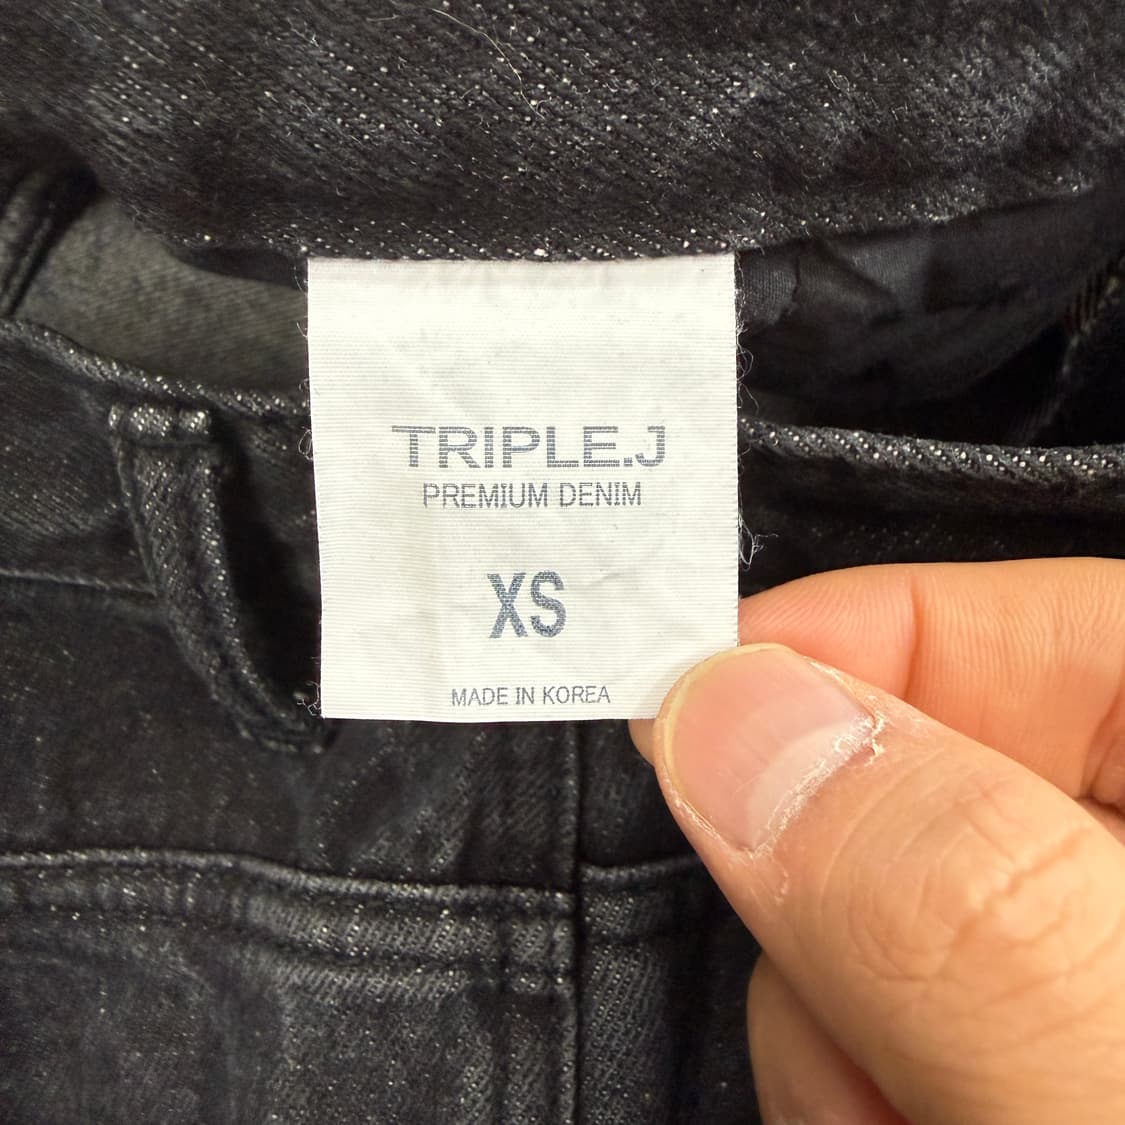 TRIPLE.J
PREMIUM DENIM
XS
MADE IN KOREA